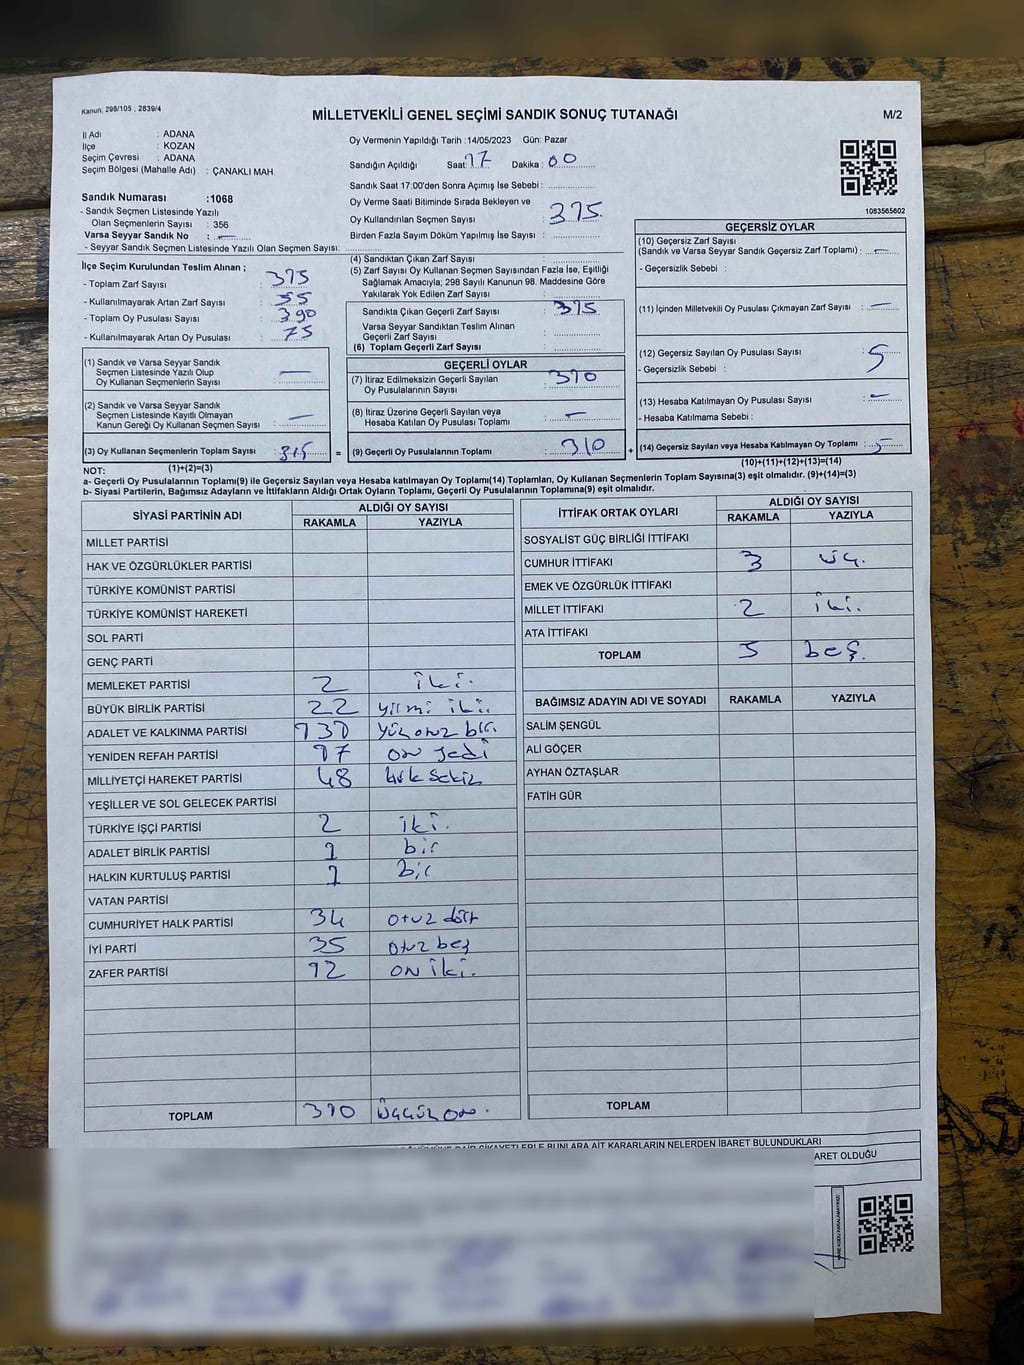 Kanun, 298/105 , 2839/4
MİLLETVEKİLİ GENEL SEÇİMİ SANDIK SONUÇ TUTANAĞI
M/2
İl Adı : ADANA
İlçe : KOZAN
Seçim Çevresi : ADANA
Seçim Bölgesi (Mahalle Adı) : ÇANAKLI MAH.
Sandık Numarası :1068
- Sandık Seçmen Listesinde Yazılı
Olan Seçmenlerin Sayısı : 356
Varsa Seyyar Sandık No : —
- Seyyar Sandık Seçmen Listesinde Yazılı Olan Seçmen Sayısı:
Oy Vermenin Yapıldığı Tarih : 14/05/2023 Gün: Pazar
Sandığın Açıldığı Saat: 17 Dakika : 00
Sandık Saat 17:00'den Sonra Açımış İse Sebebi :
Oy Verme Saati Bitiminde Sırada Bekleyen ve
Oy Kullandırılan Seçmen Sayısı : 315
Birden Fazla Sayım Döküm Yapılmış İse Sayısı :
1083565602
İlçe Seçim Kurulundan Teslim Alınan ;
- Toplam Zarf Sayısı : 375
- Kullanılmayarak Artan Zarf Sayısı :
- Toplam Oy Pusulası Sayısı : 390
- Kullanılmayarak Artan Oy Pusulası : 75
(1) Sandık ve Varsa Seyyar Sandık
Seçmen Listesinde Yazılı Olup
Oy Kullanan Seçmenlerin Sayısı : —
(2) Sandık ve Varsa Seyyar Sandık
Seçmen Listesinde Kayıtlı Olmayan
Kanun Gereği Oy Kullanan Seçmen Sayısı : —
(3) Oy Kullanan Seçmenlerin Toplam Sayısı : 315 =
(1)+(2)=(3)
(4) Sandıktan Çıkan Zarf Sayısı :
(5) Zarf Sayısı Oy Kullanan Seçmen Sayısından Fazla İse, Eşitliği
Sağlamak Amacıyla; 298 Sayılı Kanunun 98. Maddesine Göre
Yakılarak Yok Edilen Zarf Sayısı :
Sandıkta Çıkan Geçerli Zarf Sayısı : 315
Varsa Seyyar Sandıktan Teslim Alınan
Geçerli Zarf Sayısı :
(6) Toplam Geçerli Zarf Sayısı :
GEÇERLİ OYLAR
(7) İtiraz Edilmeksizin Geçerli Sayılan
Oy Pusulalarının Sayısı : 310
(8) İtiraz Üzerine Geçerli Sayılan veya
Hesaba Katılan Oy Pusulası Toplamı : —
(9) Geçerli Oy Pusulalarının Toplamı : 310 +
GEÇERSİZ OYLAR
(10) Geçersiz Zarf Sayısı
(Sandık ve Varsa Seyyar Sandık Geçersiz Zarf Toplamı) : —
- Geçersizlik Sebebi :
(11) İçinden Milletvekili Oy Pusulası Çıkmayan Zarf Sayısı : —
(12) Geçersiz Sayılan Oy Pusulası Sayısı : 5
- Geçersizlik Sebebi :
(13) Hesaba Katılmayan Oy Pusulası Sayısı : —
- Hesaba Katılmama Sebebi :
(14) Geçersiz Sayılan veya Hesaba Katılmayan Oy Toplamı : 5
(10)+(11)+(12)+(13)=(14)
NOT:
a- Geçerli Oy Pusulalarının Toplamı(9) ile Geçersiz Sayılan veya Hesaba katılmayan Oy Toplamı(14) Toplamları, Oy Kullanan Seçmenlerin Toplam Sayısına(3) eşit olmalıdır. (9)+(14)=(3)
b- Siyasi Partilerin, Bağımsız Adayların ve İttifakların Aldığı Ortak Oyların Toplamı, Geçerli Oy Pusulalarının Toplamına(9) eşit olmalıdır.
SİYASİ PARTİNİN ADI ALDIĞI OY SAYISI
RAKAMLA YAZIYLA
MİLLET PARTİSİ
HAK VE ÖZGÜRLÜKLER PARTİSİ
TÜRKİYE KOMÜNİST PARTİSİ
TÜRKİYE KOMÜNİST HAREKETİ
SOL PARTİ
GENÇ PARTİ
MEMLEKET PARTİSİ 2 iki.
BÜYÜK BİRLİK PARTİSİ 22 yirmi iki.
ADALET VE KALKINMA PARTİSİ yüzotuz bir.
YENİDEN REFAH PARTİSİ 17 on yedi
MİLLİYETÇİ HAREKET PARTİSİ 48 kırk sekiz
YEŞİLLER VE SOL GELECEK PARTİSİ
TÜRKİYE İŞÇİ PARTİSİ 2 iki.
ADALET BİRLİK PARTİSİ 1 bir
HALKIN KURTULUŞ PARTİSİ 1 bir
VATAN PARTİSİ
CUMHURİYET HALK PARTİSİ 34 otuz dört
İYİ PARTİ 35 otuz beş
ZAFER PARTİSİ 12 on iki.
TOPLAM 310 üçyüz on.
İTTİFAK ORTAK OYLARI ALDIĞI OY SAYISI
RAKAMLA YAZIYLA
SOSYALİST GÜÇ BİRLİĞİ İTTİFAKI
CUMHUR İTTİFAKI 3 üç.
EMEK VE ÖZGÜRLÜK İTTİFAKI
MİLLET İTTİFAKI 2 iki.
ATA İTTİFAKI
TOPLAM 5 beş.
BAĞIMSIZ ADAYIN ADI VE SOYADI RAKAMLA YAZIYLA
SALİM ŞENGÜL
ALİ GÖÇER
AYHAN ÖZTAŞLAR
FATİH GÜR
TOPLAM
ŞİKAYETLERLE BUNLARA AİT KARARLARIN NELERDEN İBARET BULUNDUKLARI
OLDUĞU